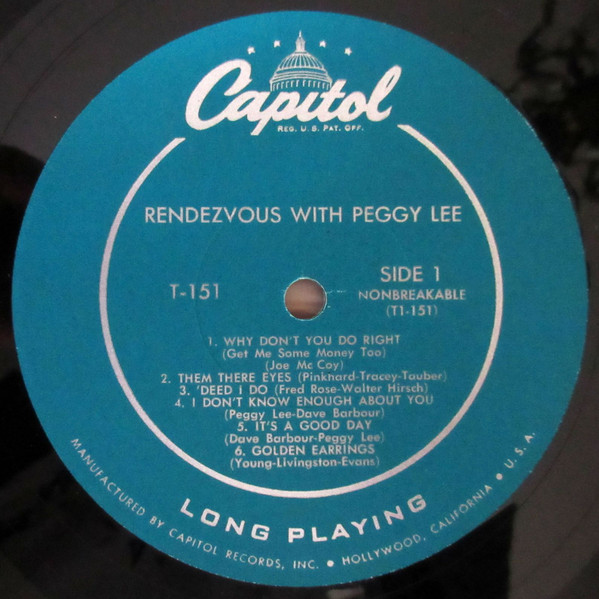 Capitol
REG. U.S. PAT. OFF.
RENDEZVOUS WITH PEGGY LEE
T-151
SIDE 1
NONBREAKABLE
(T1-151)
1. WHY DON'T YOU DO RIGHT
(Get Me Some Money Too)
(Joe Mc Coy)
2. THEM THERE EYES (Pinknard-Tracey-Tauber)
3. 'DEED I DO (Fred Rose-Walter Hirsch)
4. I DON'T KNOW ENOUGH ABOUT YOU
(Peggy Lee-Dave Barbour)
5. IT'S A GOOD DAY
(Dave Barbour-Peggy Lee)
6. GOLDEN EARRINGS
(Young-Livingston-Evans)
LONG PLAYING
MANUFACTURED BY CAPITOL RECORDS, INC. • HOLLYWOOD, CALIFORNIA • U.S.A.